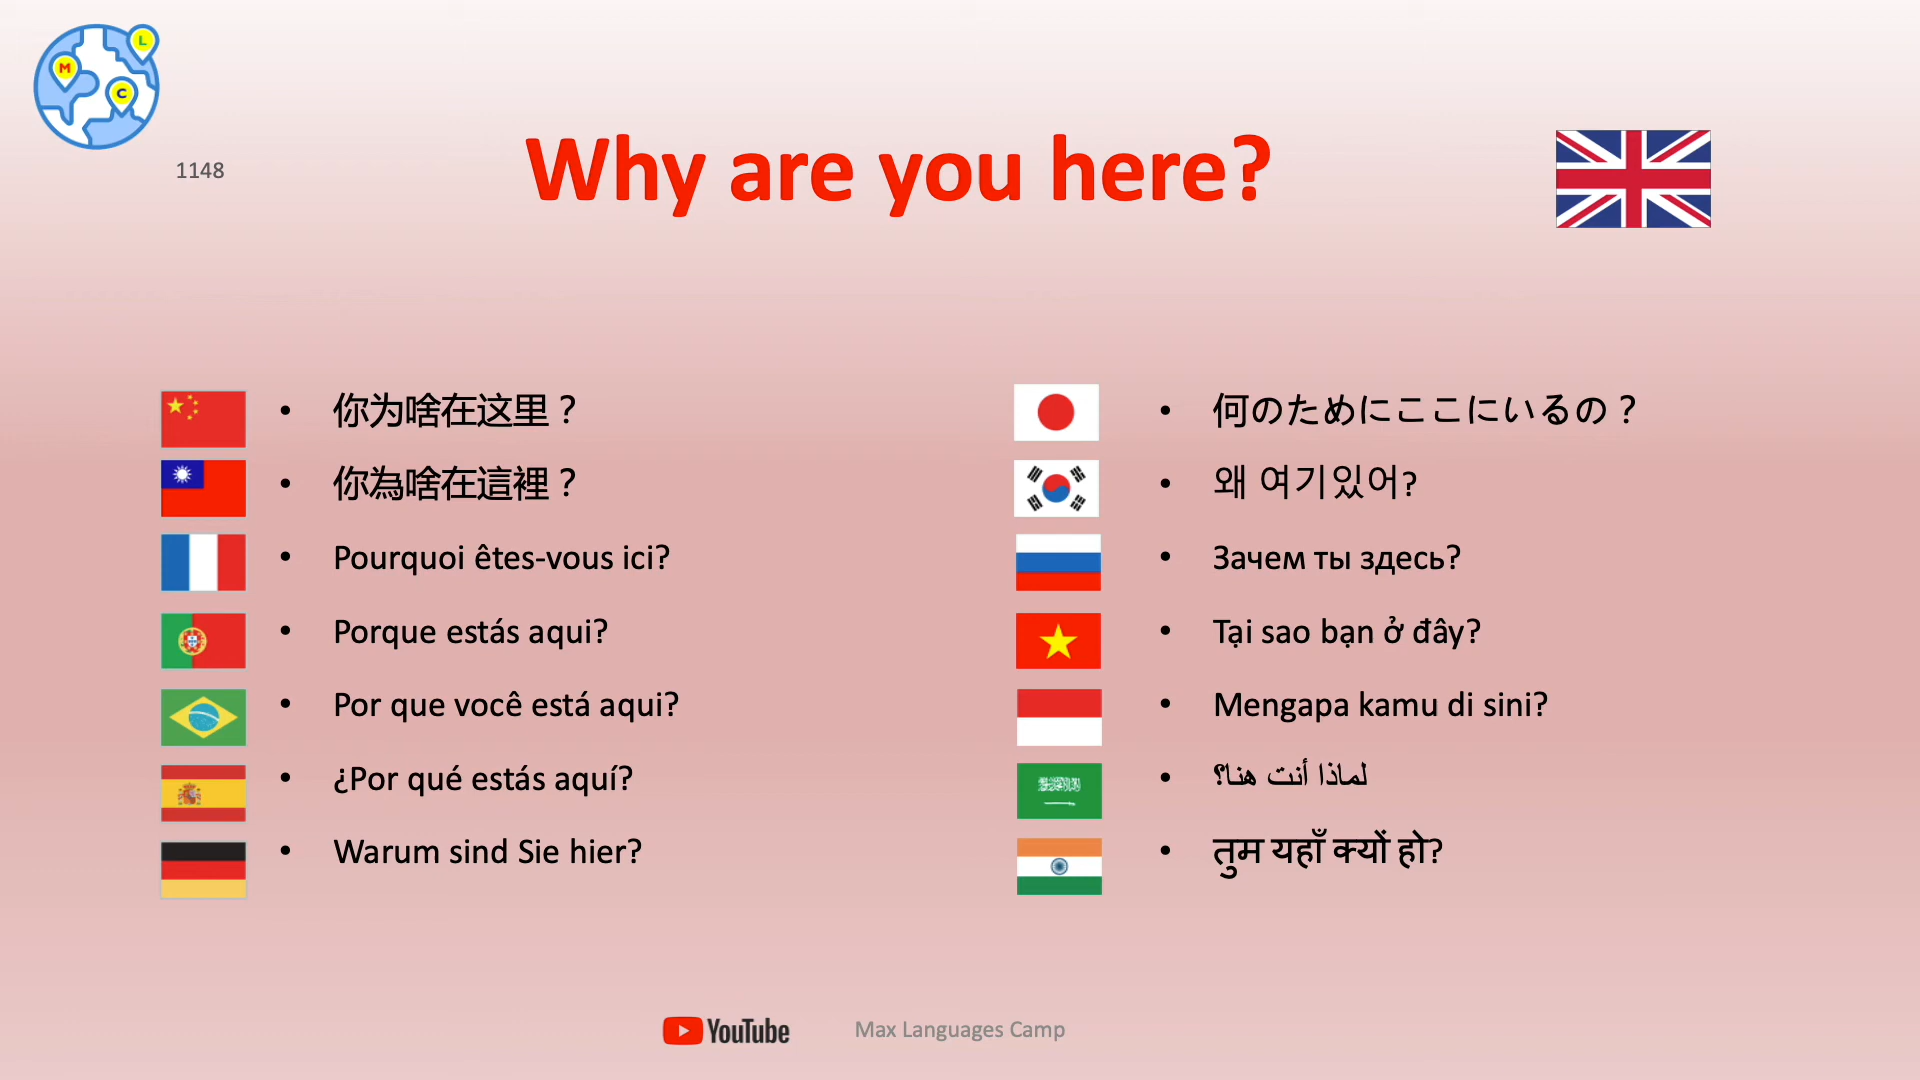 L
M
C
1148
Why are you here?
你为啥在这里？
你為啥在這裡？
Pourquoi êtes-vous ici?
Porque estás aqui?
Por que você está aqui?
¿Por qué estás aquí?
Warum sind Sie hier?
何のためにここにいるの？
왜 여기있어?
Зачем ты здесь?
Tại sao bạn ở đây?
Mengapa kamu di sini?
لماذا أنت هنا؟
तुम यहाँ क्यों हो?
YouTube
Max Languages Camp